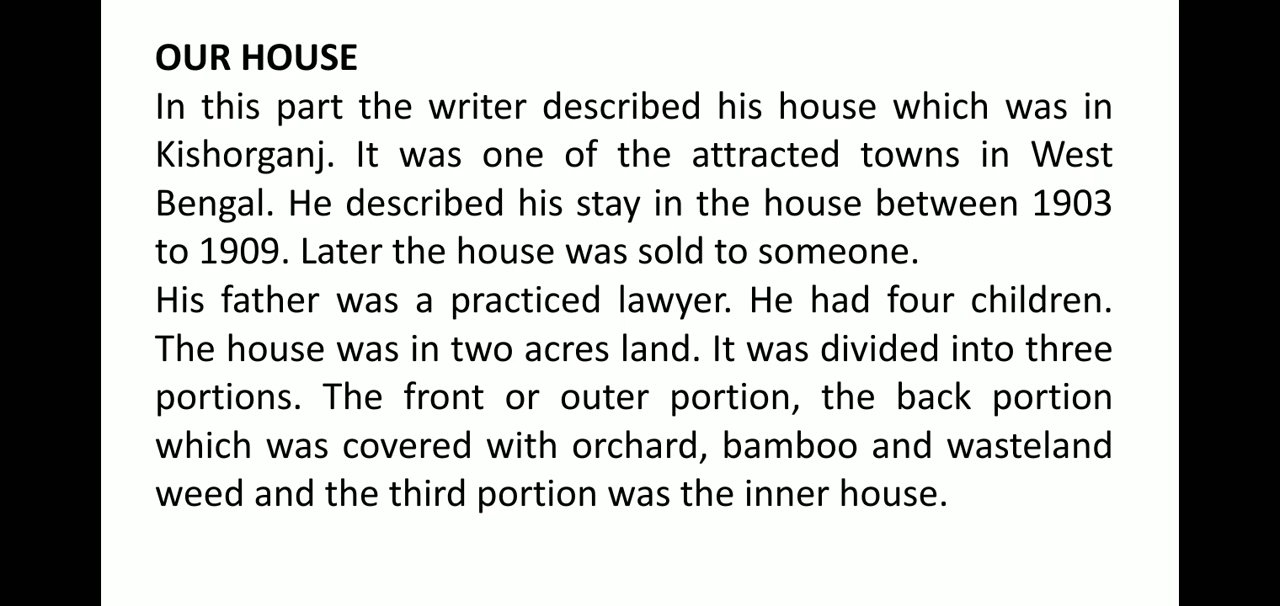 OUR HOUSE
In this part the writer described his house which was in
Kishorganj. It was one of the attracted towns in West
Bengal. He described his stay in the house between 1903
to 1909. Later the house was sold to someone.
His father was a practiced lawyer. He had four children.
The house was in two acres land. It was divided into three
portions. The front or outer portion, the back portion
which was covered with orchard, bamboo and wasteland
weed and the third portion was the inner house.